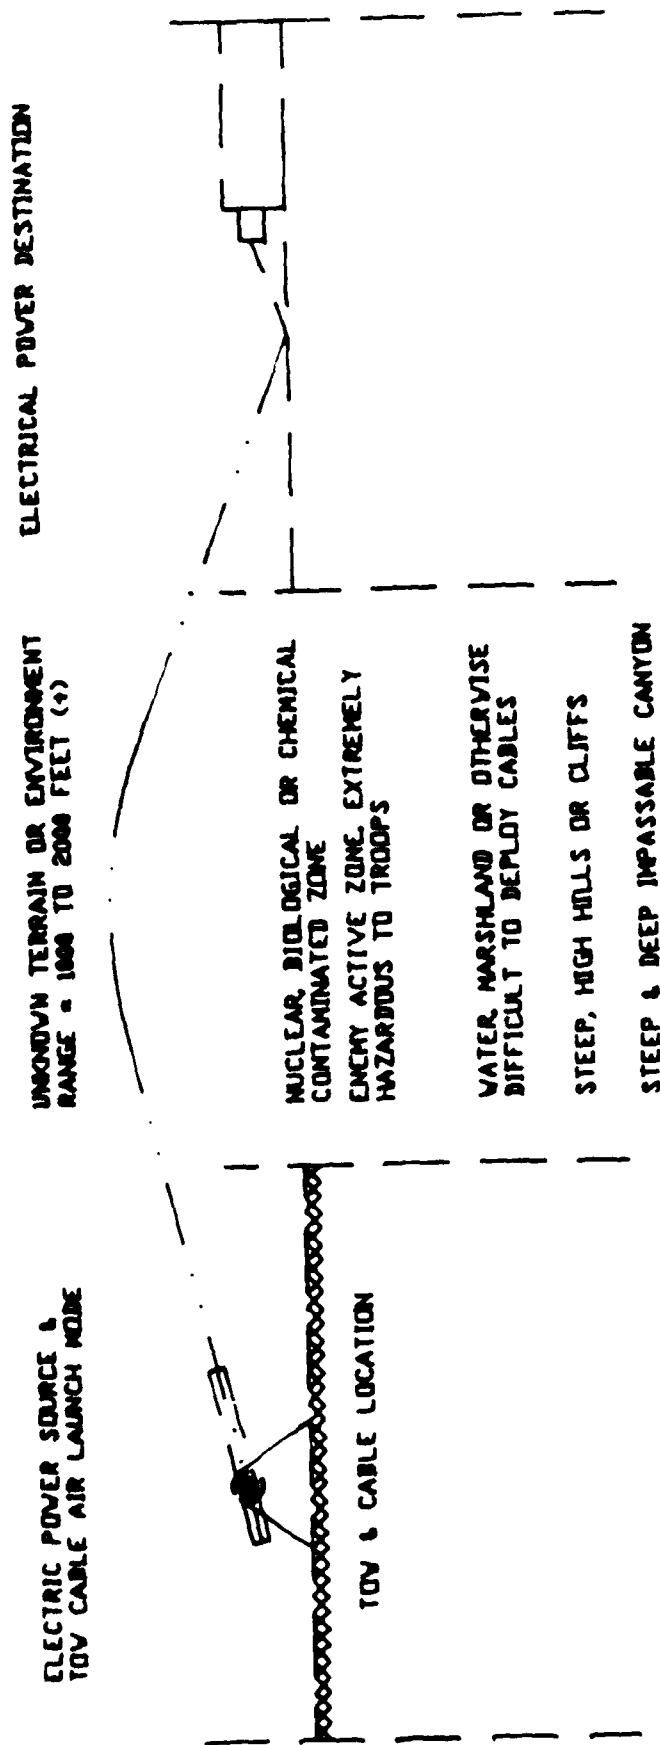 ELECTRIC POWER SOURCE &
TOW CABLE AIR LAUNCH MODE
TOW & CABLE LOCATION
UNKNOWN TERRAIN OR ENVIRONMENT
RANGE = 1000 TO 2000 FEET (+)
NUCLEAR, BIOLOGICAL OR CHEMICAL
CONTAMINATED ZONE
ENEMY ACTIVE ZONE, EXTREMELY
HAZARDOUS TO TROOPS
WATER, MARSHLAND OR OTHERWISE
DIFFICULT TO DEPLOY CABLES
STEEP, HIGH HILLS OR CLIFFS
STEEP & DEEP IMPASSABLE CANYON
ELECTRICAL POWER DESTINATION